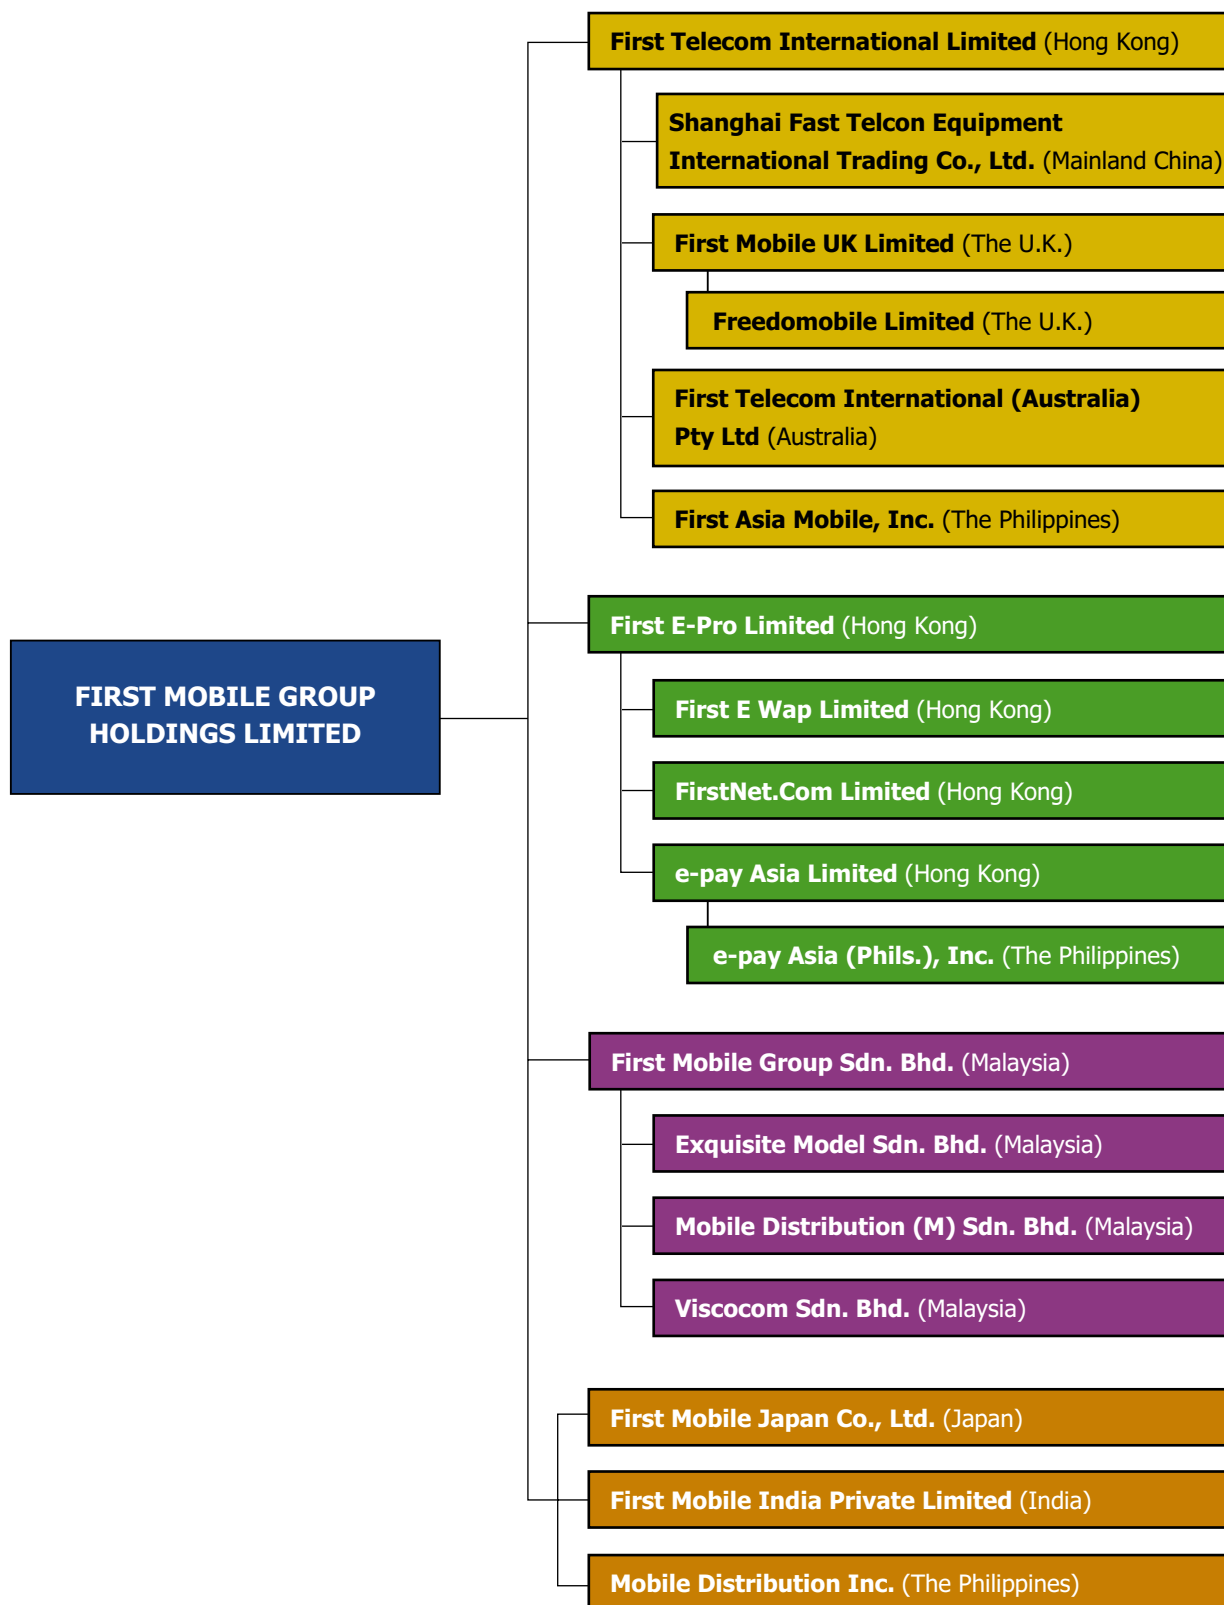 First Telecom International Limited (Hong Kong)
Shanghai Fast Telcon Equipment
International Trading Co., Ltd. (Mainland China)
First Mobile UK Limited (The U.K.)
Freedomobile Limited (The U.K.)
First Telecom International (Australia)
Pty Ltd (Australia)
First Asia Mobile, Inc. (The Philippines)
First E-Pro Limited (Hong Kong)
FIRST MOBILE GROUP
HOLDINGS LIMITED
First E Wap Limited (Hong Kong)
FirstNet.Com Limited (Hong Kong)
e-pay Asia Limited (Hong Kong)
e-pay Asia (Phils.), Inc. (The Philippines)
First Mobile Group Sdn. Bhd. (Malaysia)
Exquisite Model Sdn. Bhd. (Malaysia)
Mobile Distribution (M) Sdn. Bhd. (Malaysia)
Viscocom Sdn. Bhd. (Malaysia)
First Mobile Japan Co., Ltd. (Japan)
First Mobile India Private Limited (India)
Mobile Distribution Inc. (The Philippines)